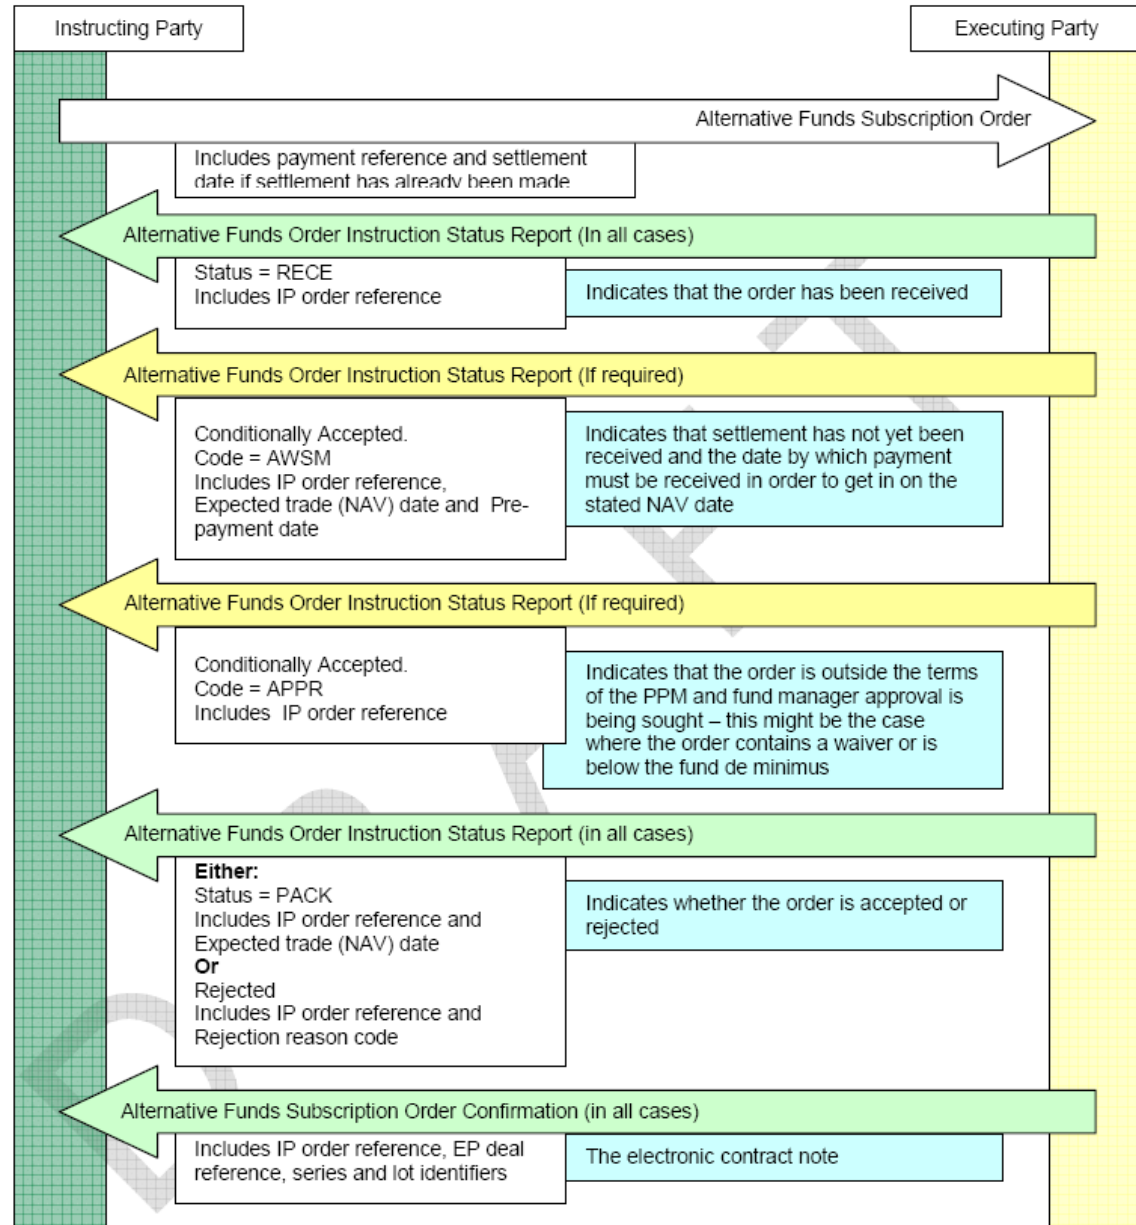 Instructing Party
Executing Party
Alternative Funds Subscription Order
Includes payment reference and settlement
date if settlement has already been made
Alternative Funds Order Instruction Status Report (In all cases)
Status = RECE
Includes IP order reference
Indicates that the order has been received
Alternative Funds Order Instruction Status Report (If required)
Conditionally Accepted.
Code = AWSM
Includes IP order reference,
Expected trade (NAV) date and Pre-
payment date
Indicates that settlement has not yet been
received and the date by which payment
must be received in order to get in on the
stated NAV date
Alternative Funds Order Instruction Status Report (If required)
Conditionally Accepted.
Code = APPR
Includes IP order reference
Indicates that the order is outside the terms
of the PPM and fund manager approval is
being sought – this might be the case
where the order contains a waiver or is
below the fund de minimus
Alternative Funds Order Instruction Status Report (in all cases)
Either:
Status = PACK
Includes IP order reference and
Expected trade (NAV) date
Or
Rejected
Includes IP order reference and
Rejection reason code
Indicates whether the order is accepted or
rejected
Alternative Funds Subscription Order Confirmation (in all cases)
Includes IP order reference, EP deal
reference, series and lot identifiers
The electronic contract note
DRAFT